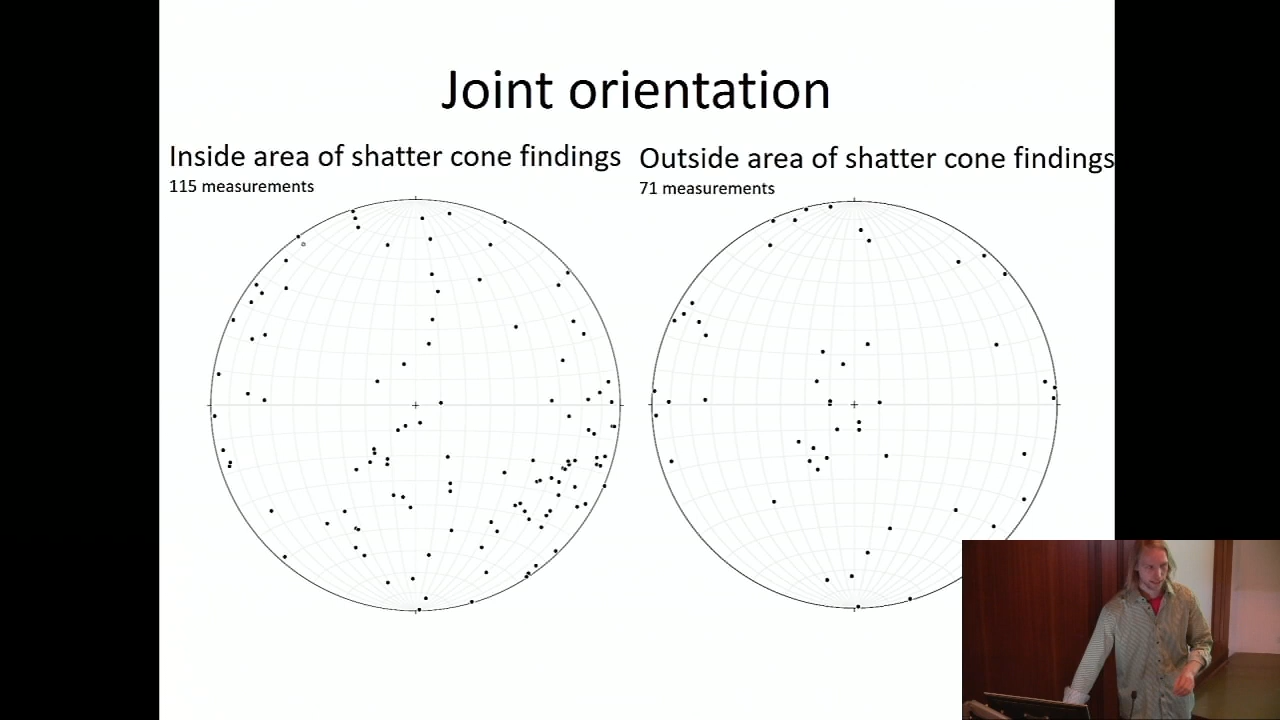 Joint orientation
Inside area of shatter cone findings
115 measurements
Outside area of shatter cone findings
71 measurements